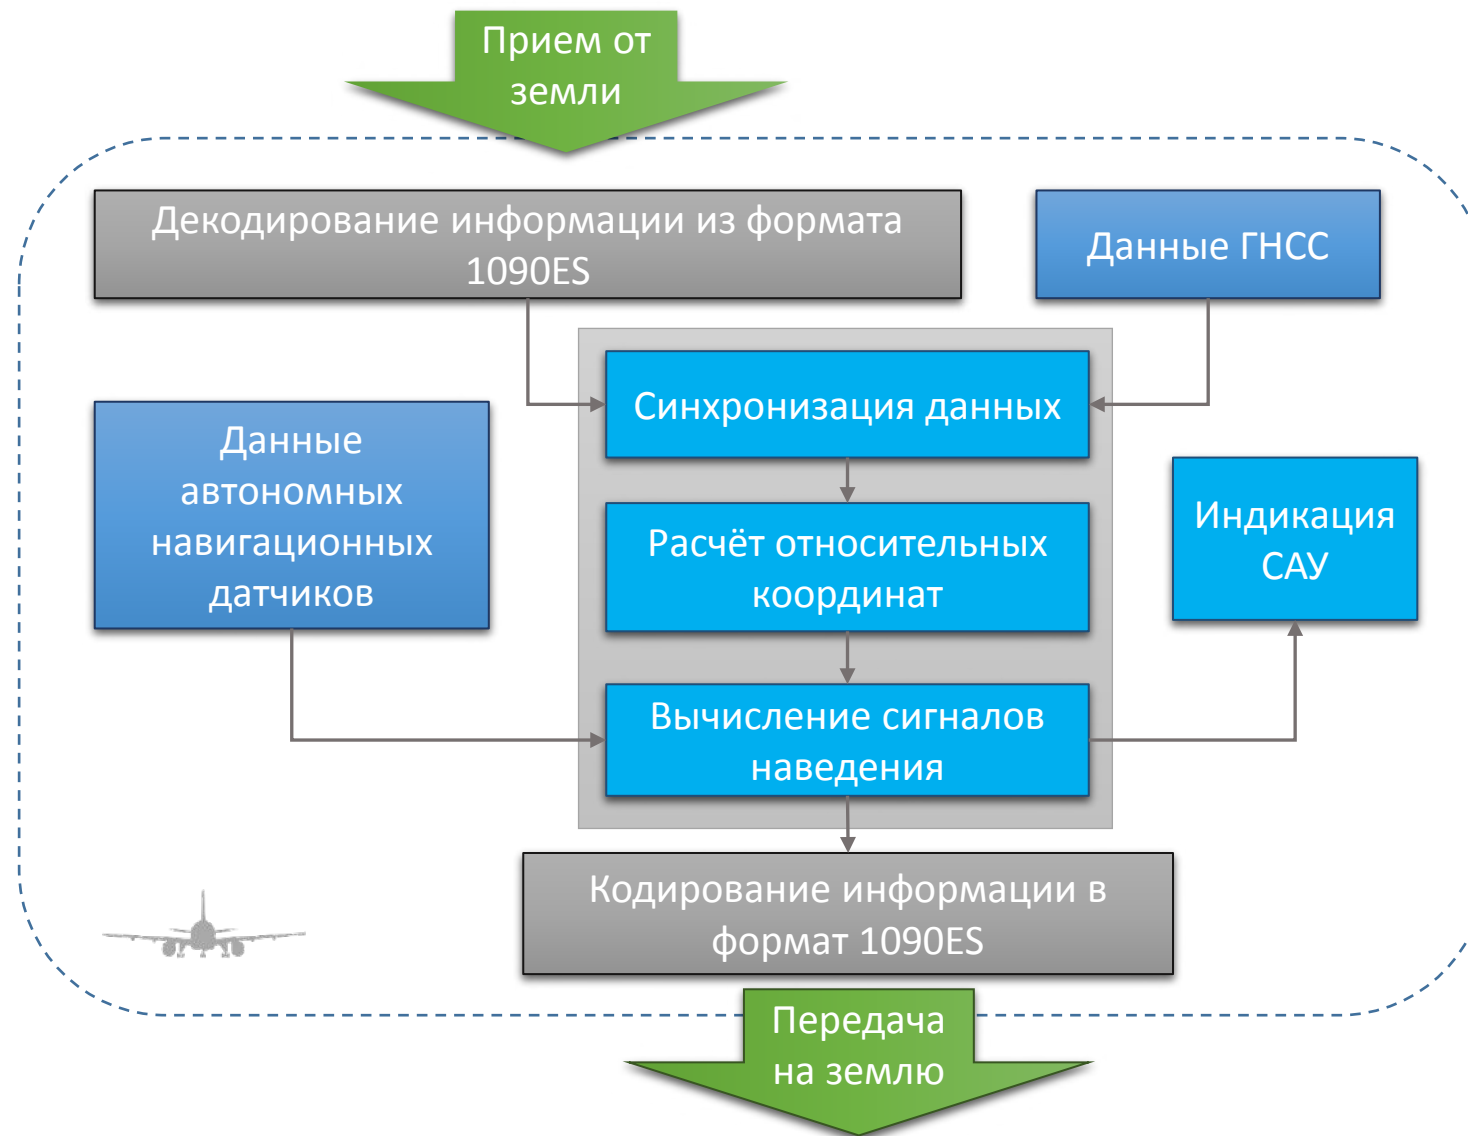 Прием от
земли
Декодирование информации из формата
1090ES
Данные ГНСС
Синхронизация данных
Данные
автономных
навигационных
датчиков
Расчёт относительных
координат
Индикация
САУ
Вычисление сигналов
наведения
Кодирование информации в
формат 1090ES
Передача
на землю